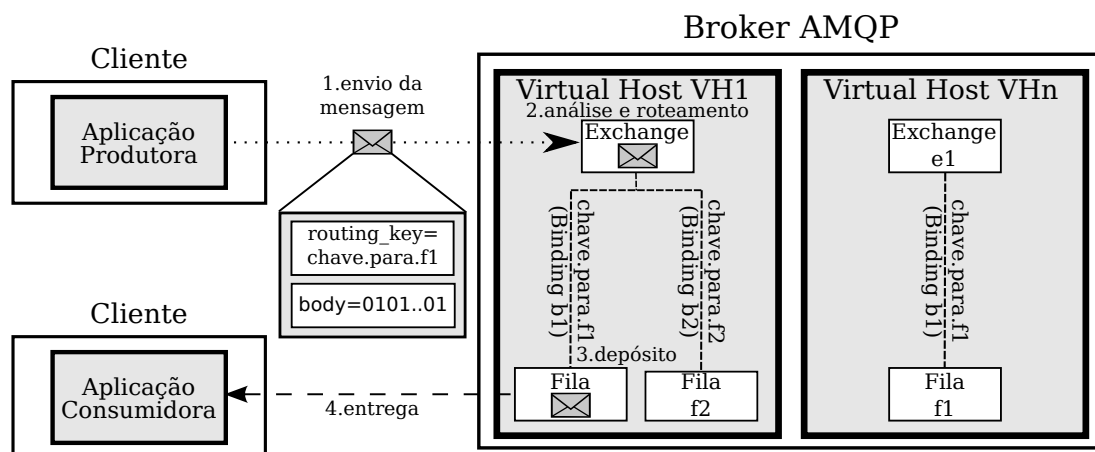 Broker AMQP
Cliente
Aplicação
Produtora
1.envio da
mensagem
routing_key=
chave.para.f1
body=0101..01
Virtual Host VH1
2.análise e roteamento
Exchange
chave.para.f1
(Binding b1)
chave.para.f2
(Binding b2)
3.depósito
Fila
Fila
f2
Virtual Host VHn
Exchange
e1
chave.para.f1
(Binding b1)
Fila
f1
Cliente
Aplicação
Consumidora
4.entrega